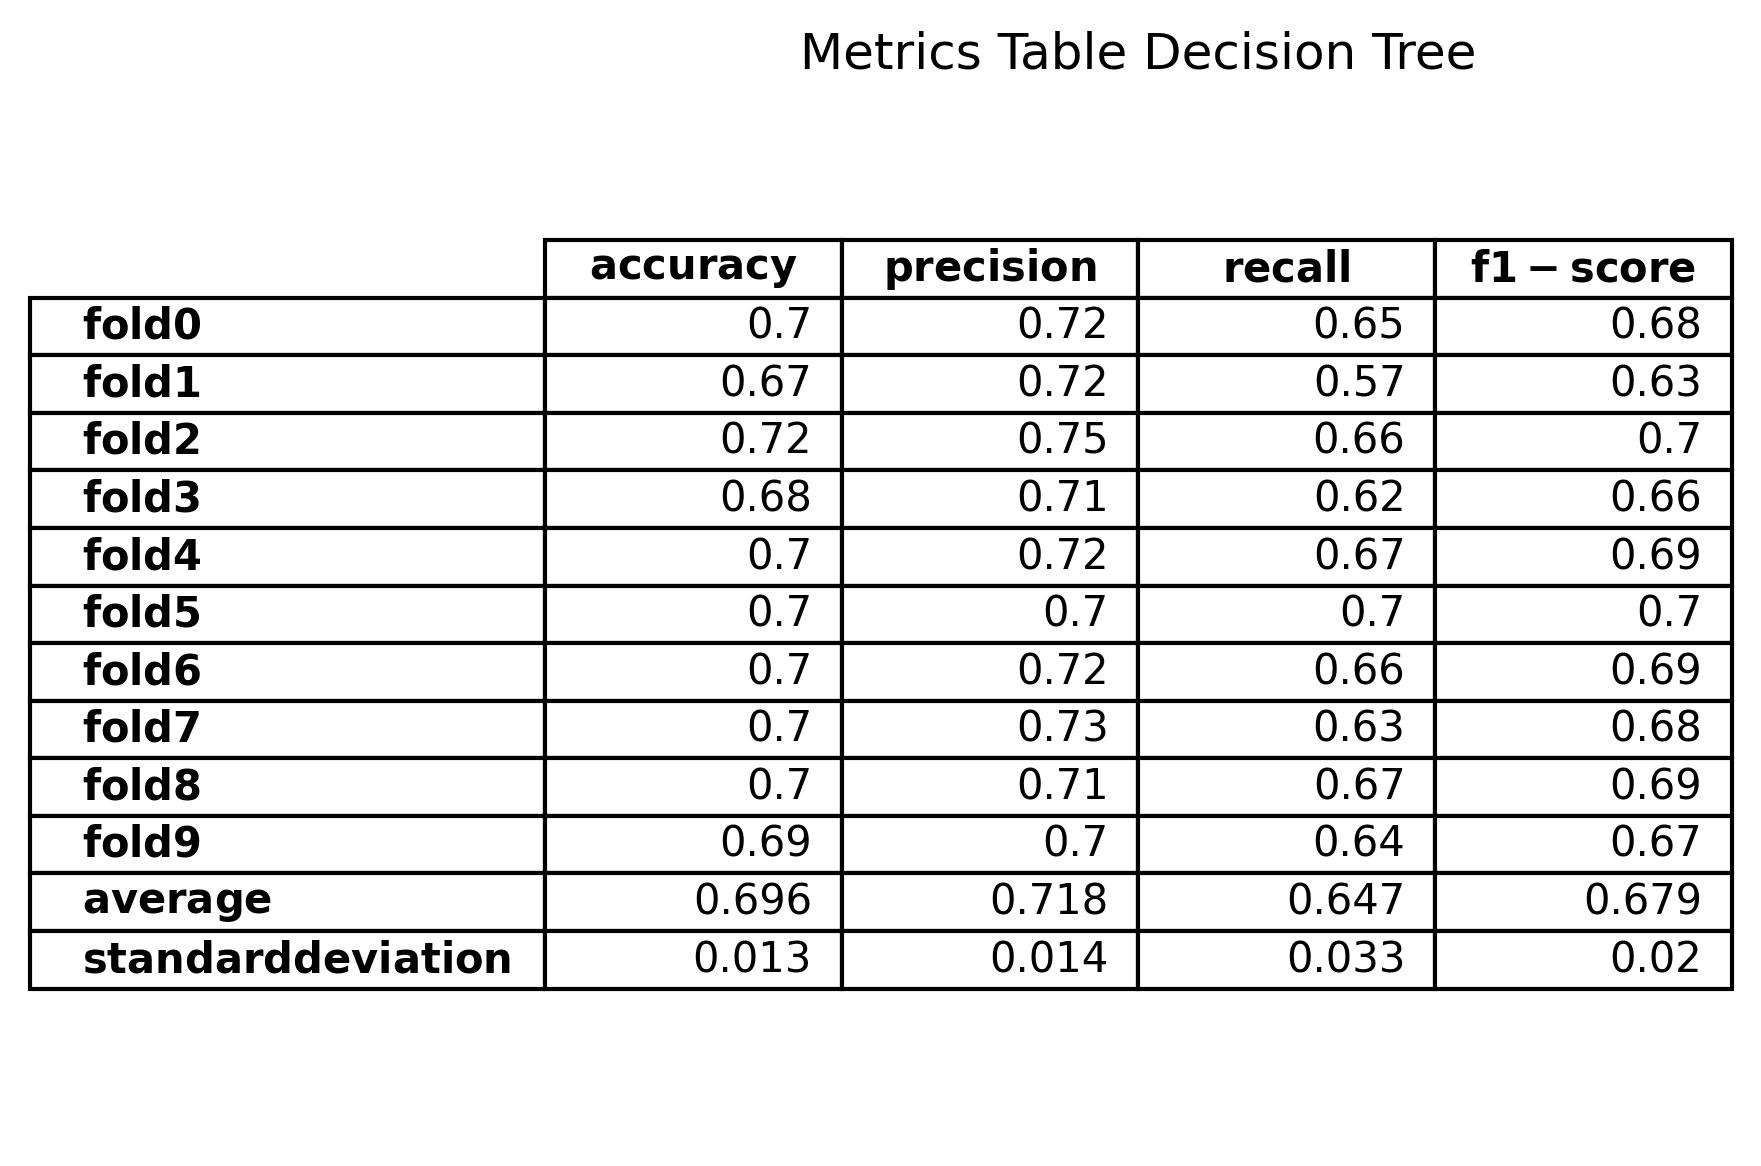 Metrics Table Decision Tree
accuracy precision recall f1 − score
fold0 0.7 0.72 0.65 0.68
fold1 0.67 0.72 0.57 0.63
fold2 0.72 0.75 0.66 0.7
fold3 0.68 0.71 0.62 0.66
fold4 0.7 0.72 0.67 0.69
fold5 0.7 0.7 0.7 0.7
fold6 0.7 0.72 0.66 0.69
fold7 0.7 0.73 0.63 0.68
fold8 0.7 0.71 0.67 0.69
fold9 0.69 0.7 0.64 0.67
average 0.696 0.718 0.647 0.679
standarddeviation 0.013 0.014 0.033 0.02